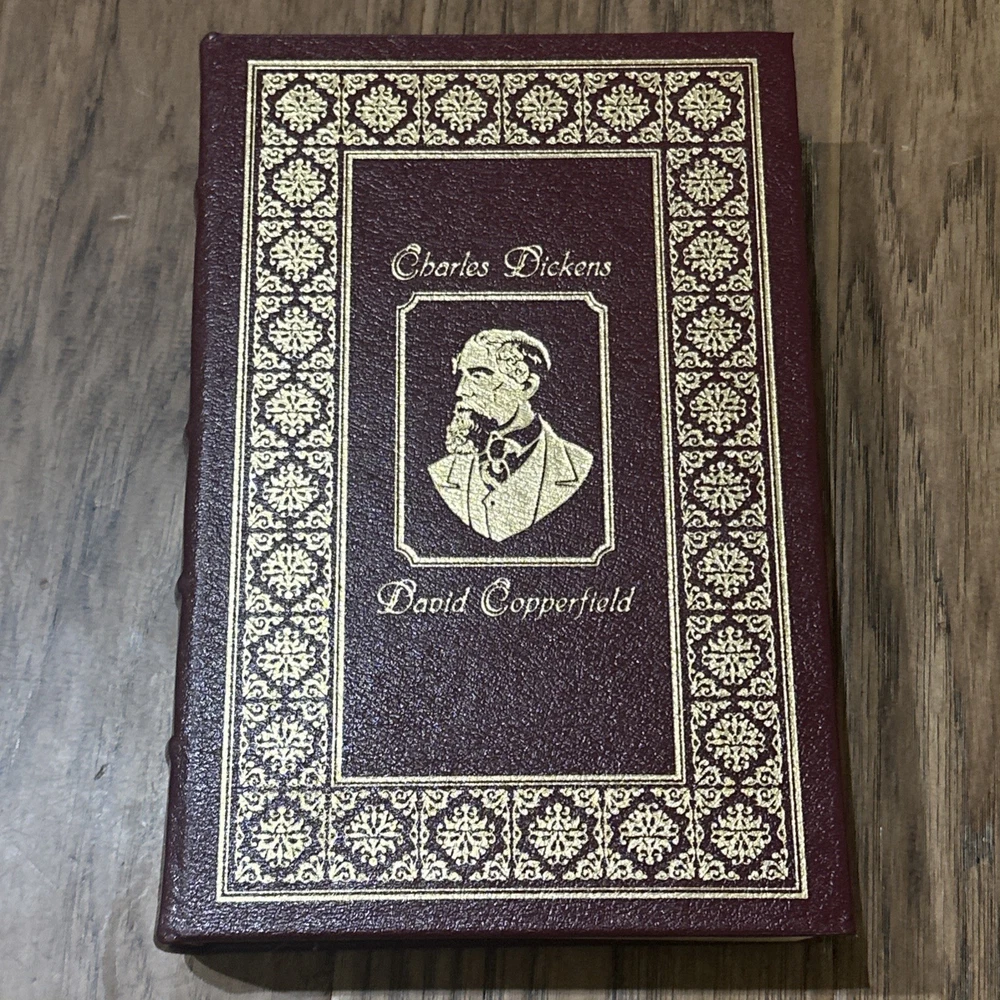 Charles Dickens
David Copperfield